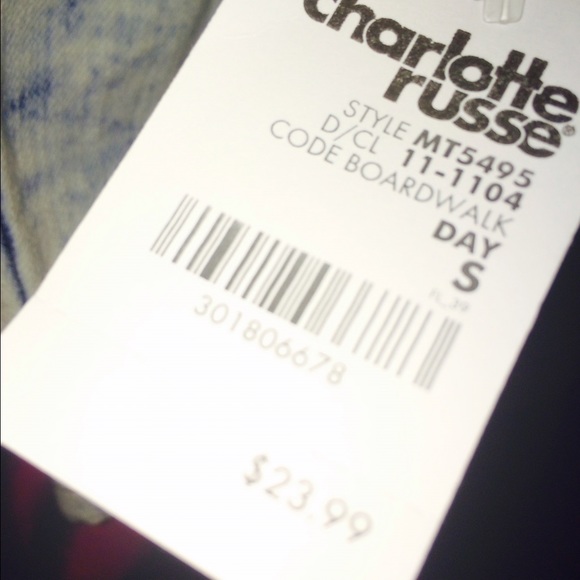 charlotte
russe®
STYLE MT5495
D/CL 11-1104
CODE BOARDWALK
DAY
S
301806678
$23.99